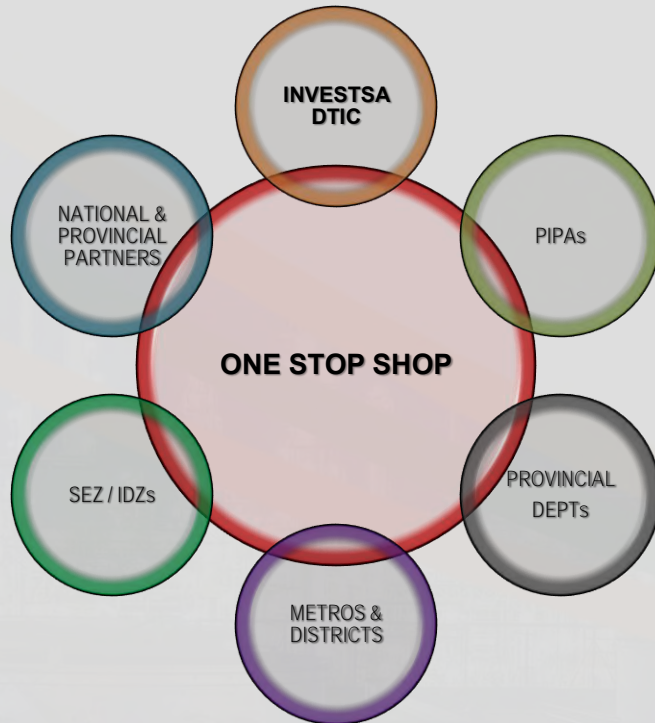 INVESTSA
DTIC
NATIONAL &
PROVINCIAL
PARTNERS
PIPAs
ONE STOP SHOP
SEZ / IDZs
PROVINCIAL
DEPTs
METROS &
DISTRICTS